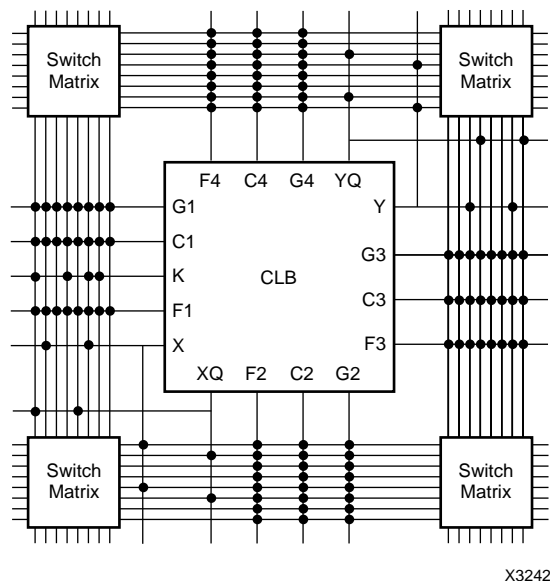 Switch
Matrix
Switch
Matrix
F4 C4 G4 YQ
G1
Y
C1
G3
K
CLB
C3
F1
F3
X
XQ F2 C2 G2
Switch
Matrix
Switch
Matrix
X3242